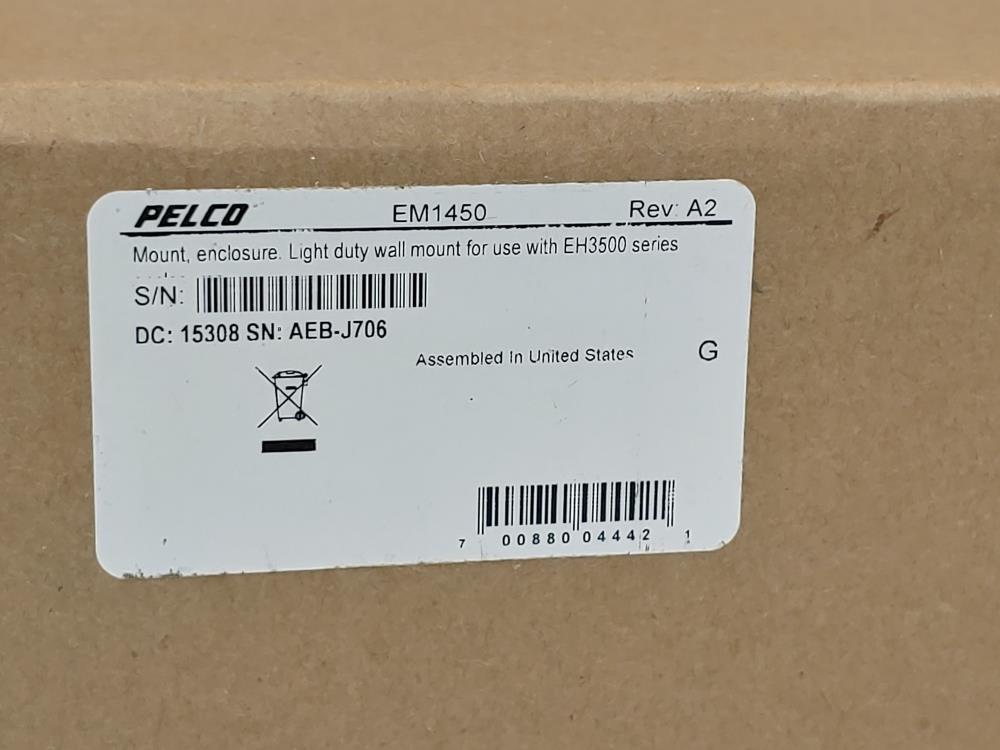 PELCO EM1450 Rev: A2
Mount, enclosure. Light duty wall mount for use with EH3500 series
S/N:
DC: 15308 SN: AEB-J706
Assembled In United States G
7 00880 04442 1